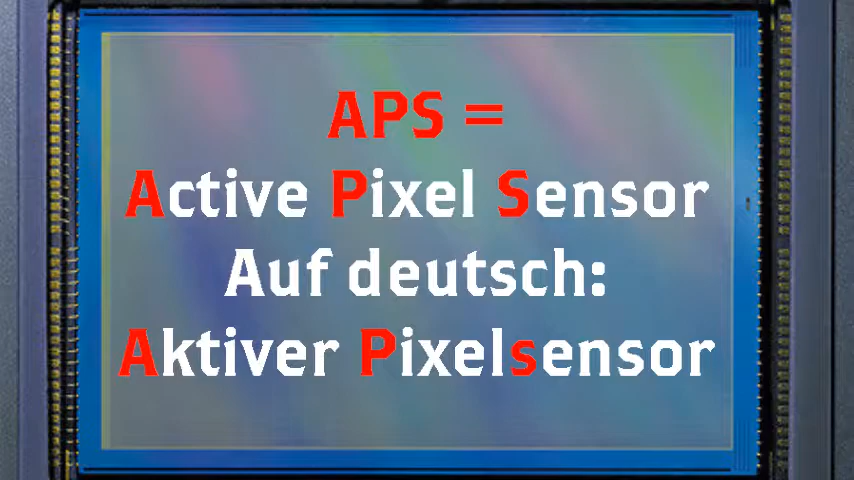 APS =
Active Pixel Sensor
Auf deutsch:
Aktiver Pixelsensor